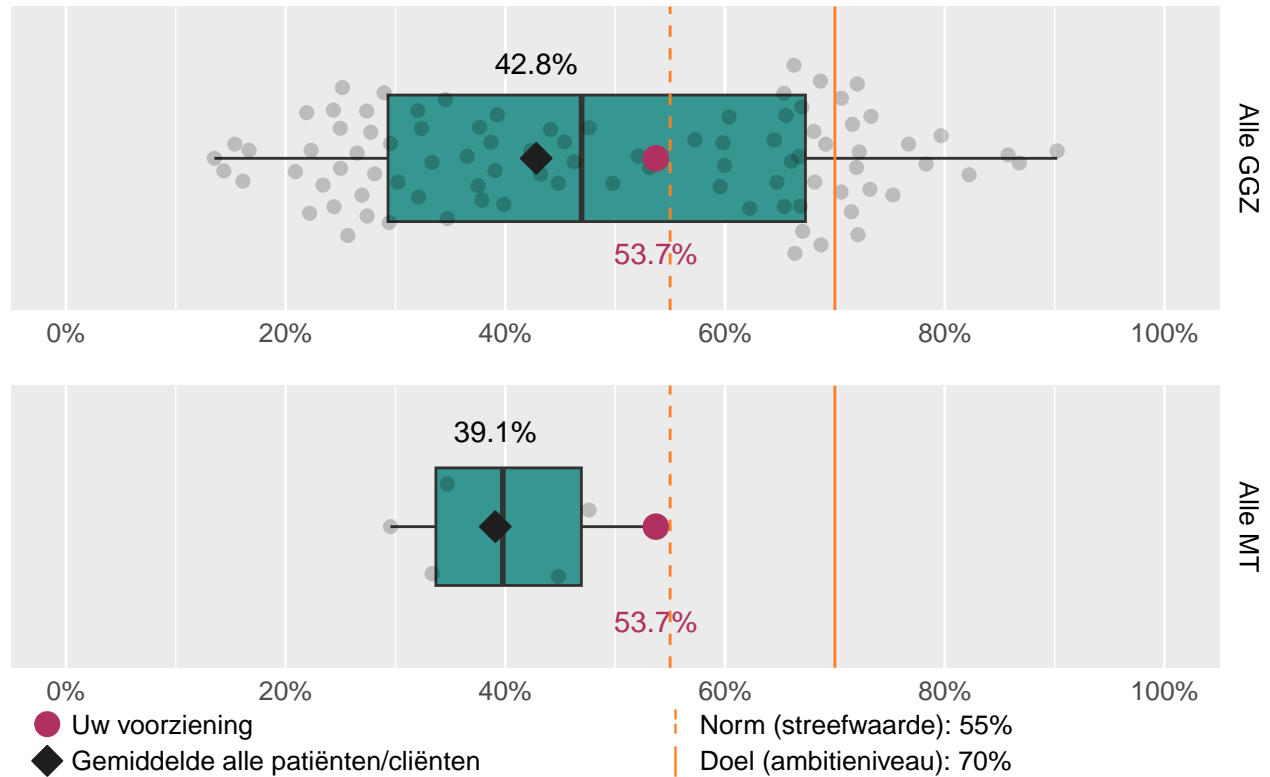 42.8%
Alle GGZ
53.7%
0% 20% 40% 60% 80% 100%
39.1%
Alle MT
53.7%
0% 20% 40% 60% 80% 100%
Uw voorziening
Gemiddelde alle patiënten/cliënten
Norm (streefwaarde): 55%
Doel (ambitieniveau): 70%